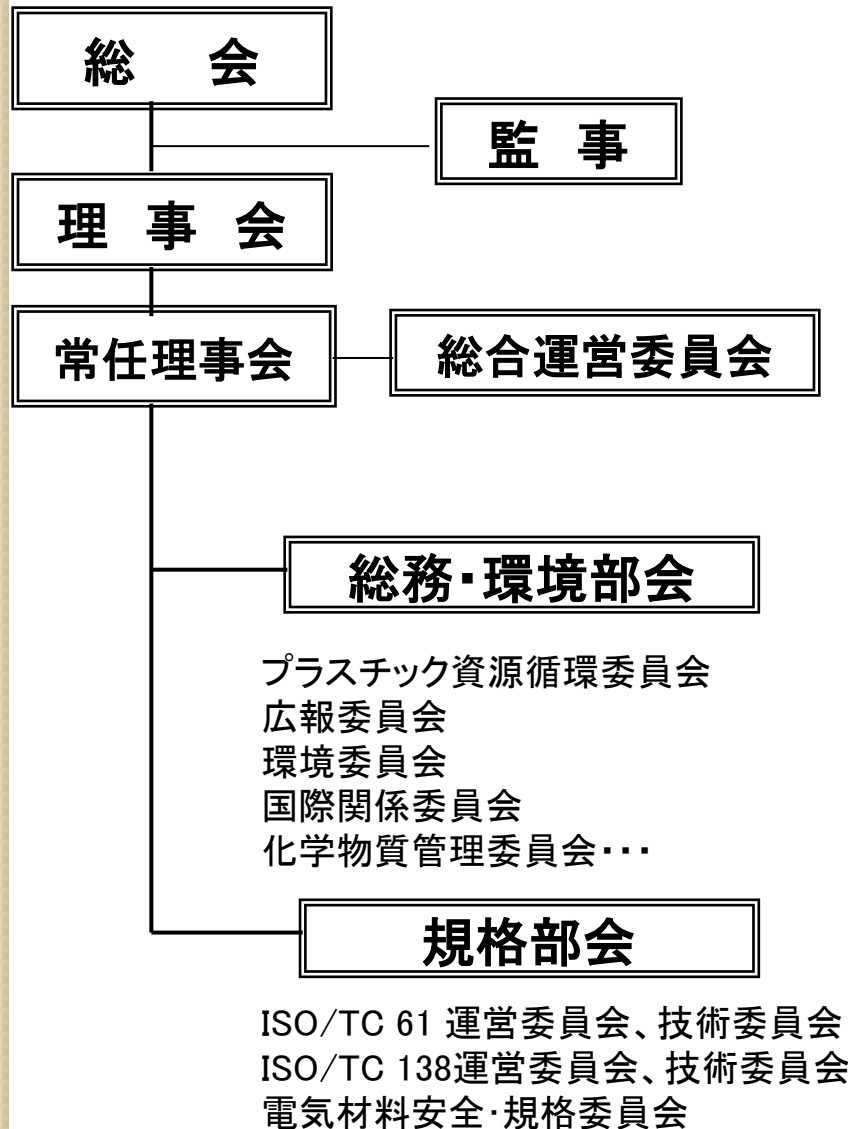 総　会
監　事
理　事　会
常任理事会
総合運営委員会
総務・環境部会
プラスチック資源循環委員会
広報委員会
環境委員会
国際関係委員会
化学物質管理委員会・・・
規格部会
ISO/TC 61 運営委員会、技術委員会
ISO/TC 138運営委員会、技術委員会
電気材料安全・規格委員会